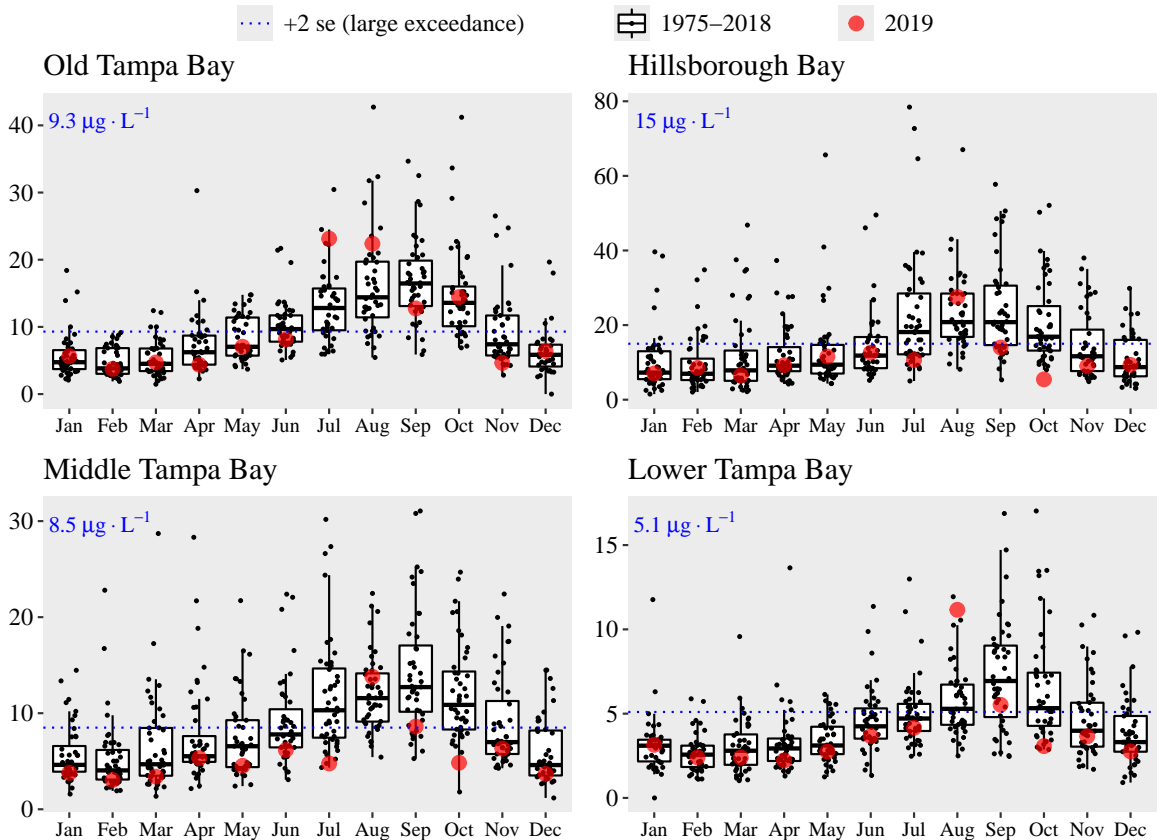 +2 se (large exceedance) 1975–2018 2019
Old Tampa Bay
9.3 μg · L⁻¹
40
30
20
10
0
Jan Feb Mar Apr May Jun Jul Aug Sep Oct Nov Dec
Hillsborough Bay
15 μg · L⁻¹
80
60
40
20
0
Jan Feb Mar Apr May Jun Jul Aug Sep Oct Nov Dec
Middle Tampa Bay
8.5 μg · L⁻¹
30
20
10
0
Jan Feb Mar Apr May Jun Jul Aug Sep Oct Nov Dec
Lower Tampa Bay
5.1 μg · L⁻¹
15
10
5
0
Jan Feb Mar Apr May Jun Jul Aug Sep Oct Nov Dec